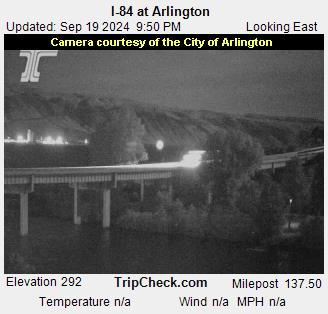 I-84 at Arlington
Updated: Sep 19 2024 9:50 PM Looking East
Camera courtesy of the City of Arlington
Elevation 292 TripCheck.com Milepost 137.50
Temperature n/a Wind n/a MPH n/a